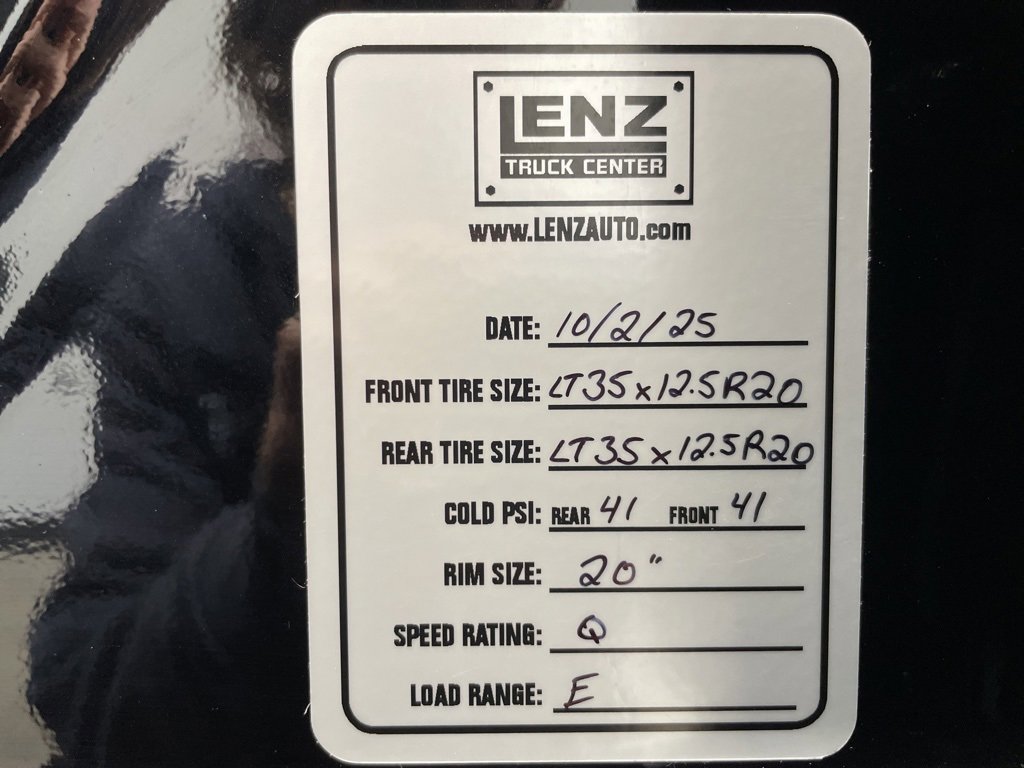 LENZ
TRUCK CENTER
www.LENZAUTO.com
DATE: 10/2/25
FRONT TIRE SIZE: LT35x12.5R20
REAR TIRE SIZE: LT35x12.5R20
COLD PSI: REAR 41 FRONT 41
RIM SIZE: 20"
SPEED RATING: Q
LOAD RANGE: E